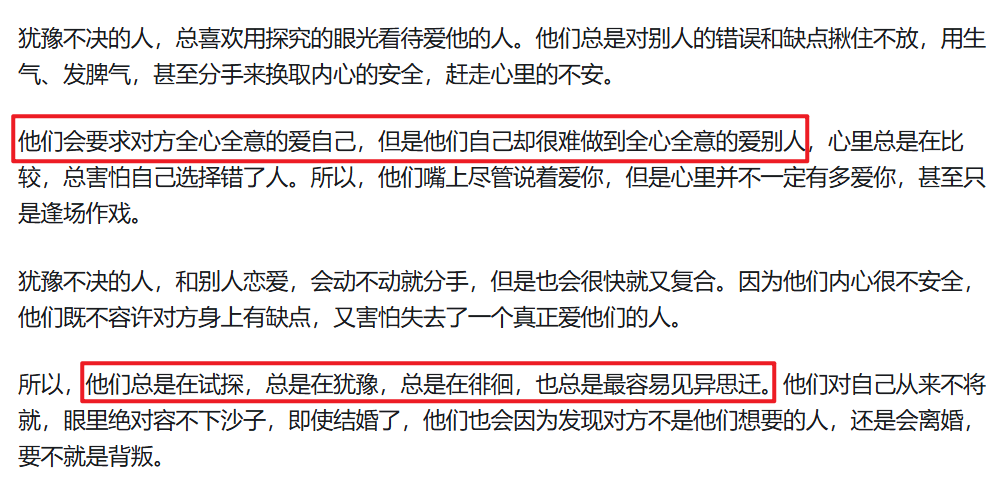 犹豫不决的人，总喜欢用探究的眼光看待爱他的人。他们总是对别人的错误和缺点揪住不放，用生
气、发脾气，甚至分手来换取内心的安全，赶走心里的不安。
他们会要求对方全心全意的爱自己，但是他们自己却很难做到全心全意的爱别人，心里总是在比
较，总害怕自己选择错了人。所以，他们嘴上尽管说着爱你，但是心里并不一定有多爱你，甚至只
是逢场作戏。
犹豫不决的人，和别人恋爱，会动不动就分手，但是也会很快就又复合。因为他们内心很不安全，
他们既不容许对方身上有缺点，又害怕失去了一个真正爱他们的人。
所以，他们总是在试探，总是在犹豫，总是在徘徊，也总是最容易见异思迁。他们对自己从来不将
就，眼里绝对容不下沙子，即使结婚了，他们也会因为发现对方不是他们想要的人，还是会离婚，
要不就是背叛。